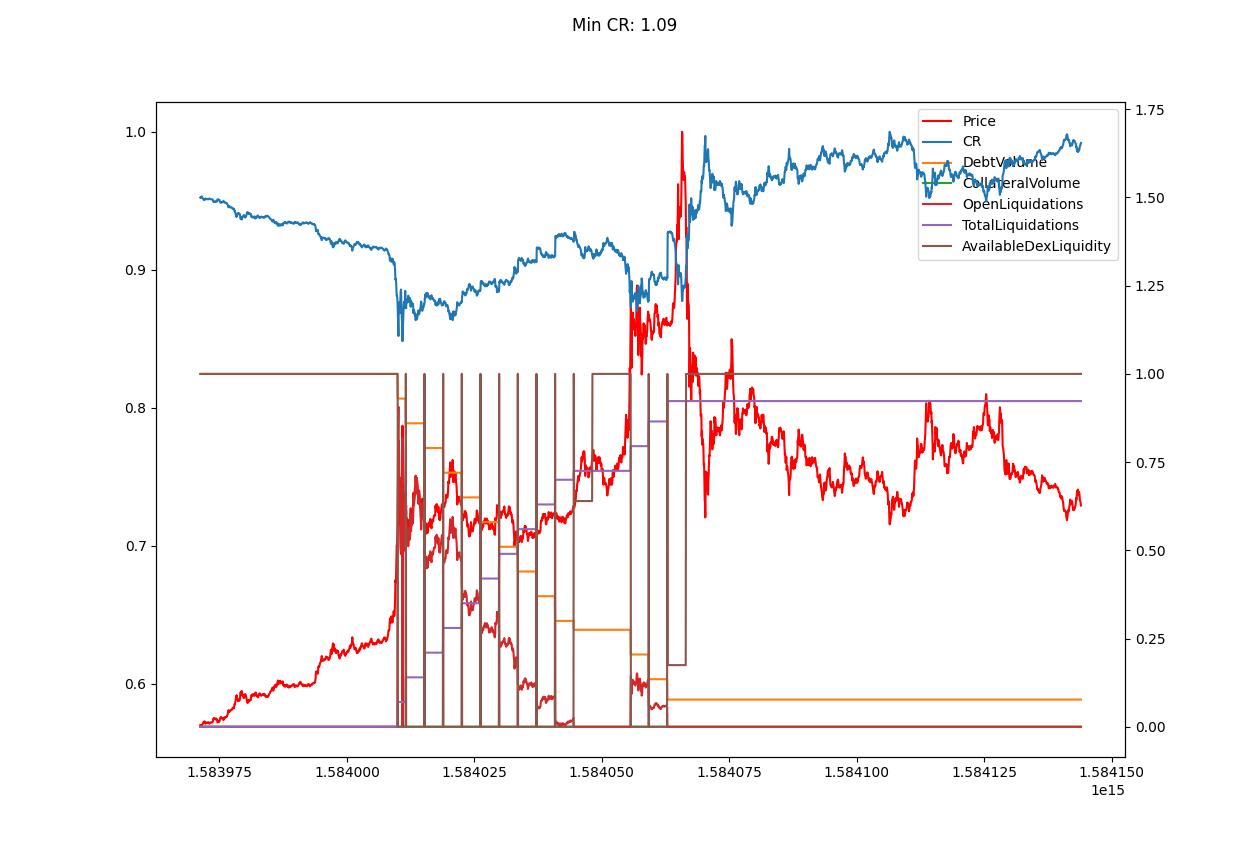 Min CR: 1.09
1.0
0.9
0.8
0.7
0.6
1.75
1.50
1.25
1.00
0.75
0.50
0.25
0.00
Price
CR
DebtVolume
CollateralVolume
OpenLiquidations
TotalLiquidations
AvailableDexLiquidity
1.583975 1.584000 1.584025 1.584050 1.584075 1.584100 1.584125 1.584150
1e15